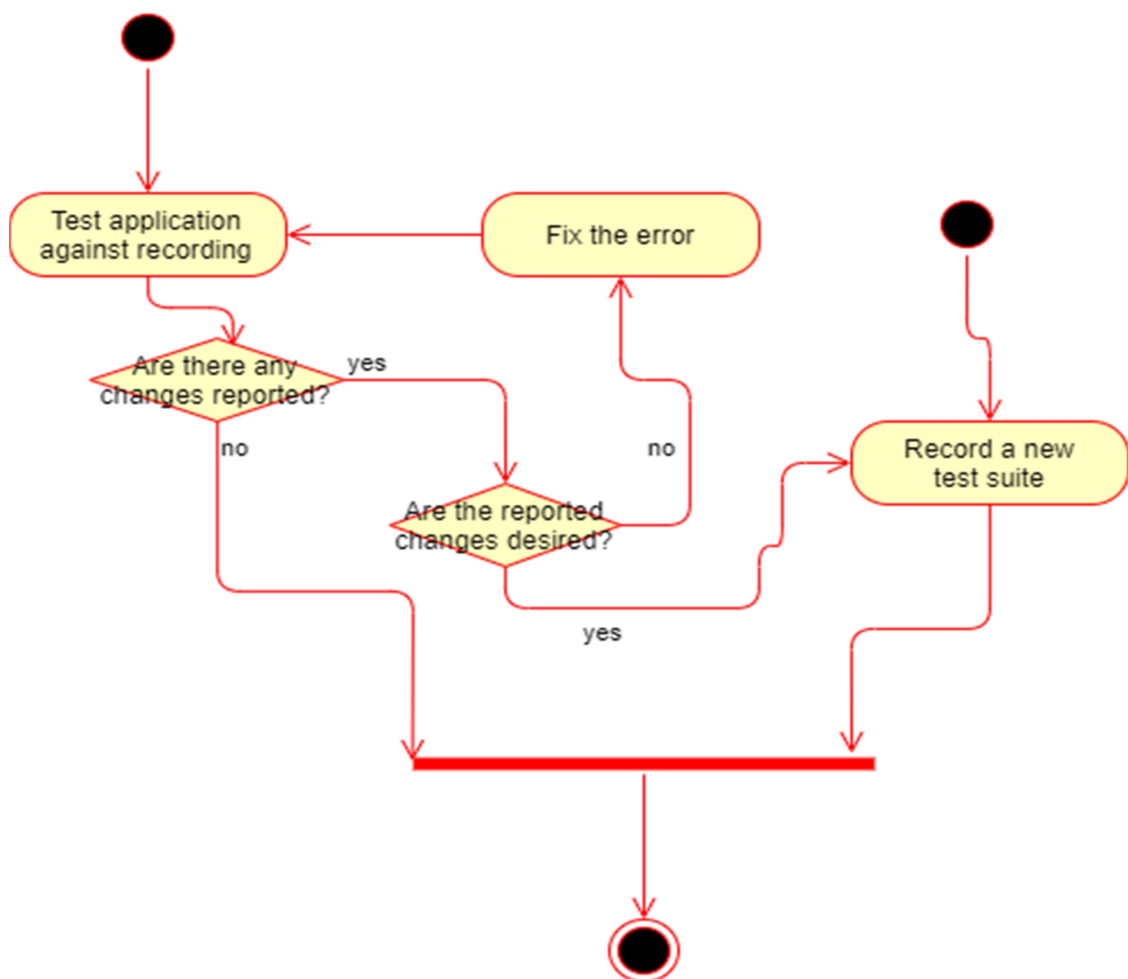 Test application
against recording
Fix the error
Are there any
changes reported?
yes
no
no
Record a new
test suite
Are the reported
changes desired?
yes